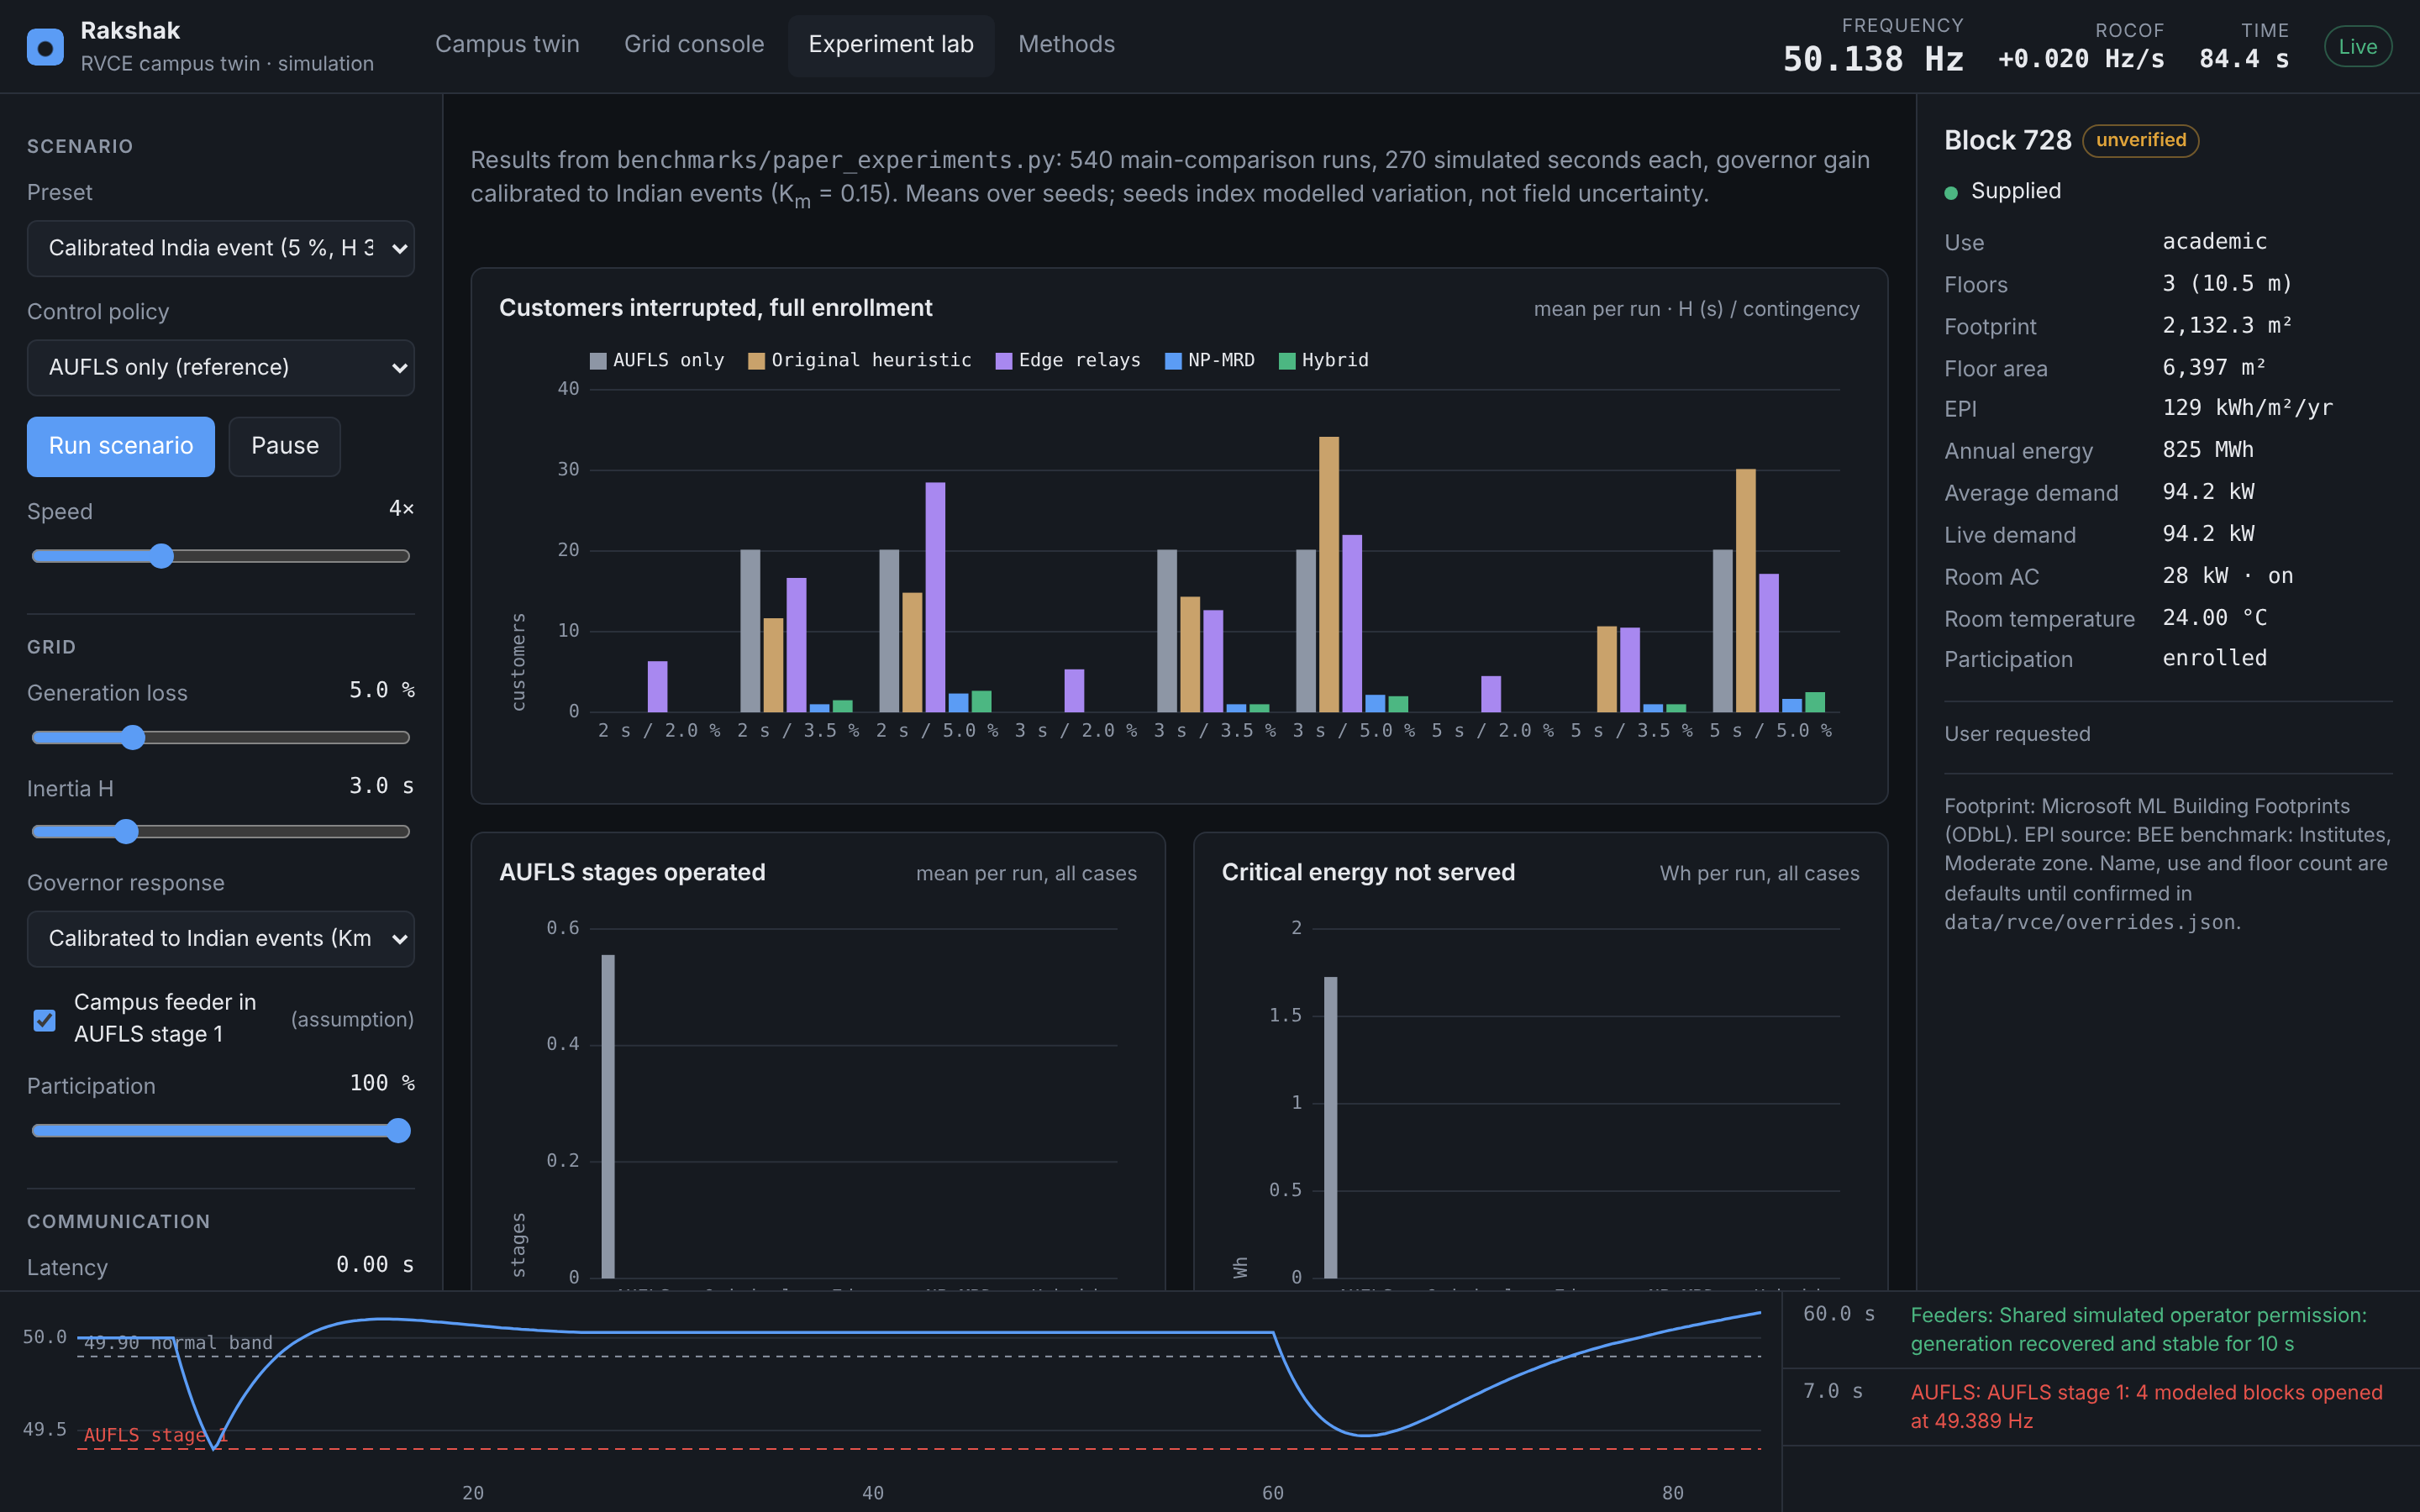 Rakshak
RVCE campus twin · simulation
Campus twin
Grid console
Experiment lab
Methods
FREQUENCY
50.138 Hz
ROCOF
+0.020 Hz/s
TIME
84.4 s
Live
SCENARIO
Preset
Calibrated India event (5 %, H 3
Control policy
AUFLS only (reference)
Run scenario
Pause
Speed
4×
GRID
Generation loss
5.0 %
Inertia H
3.0 s
Governor response
Calibrated to Indian events (Km
Campus feeder in
AUFLS stage 1
(assumption)
Participation
100 %
COMMUNICATION
Latency
0.00 s
Results from benchmarks/paper_experiments.py: 540 main-comparison runs, 270 simulated seconds each, governor gain
calibrated to Indian events (Km = 0.15). Means over seeds; seeds index modelled variation, not field uncertainty.
Customers interrupted, full enrollment
mean per run · H (s) / contingency
AUFLS only
Original heuristic
Edge relays
NP-MRD
Hybrid
40
30
20
10
0
customers
2 s / 2.0 %
2 s / 3.5 %
2 s / 5.0 %
3 s / 2.0 %
3 s / 3.5 %
3 s / 5.0 %
5 s / 2.0 %
5 s / 3.5 %
5 s / 5.0 %
AUFLS stages operated
mean per run, all cases
0.6
0.4
0.2
0
stages
Critical energy not served
Wh per run, all cases
2
1.5
1
0.5
0
Wh
Block 728
unverified
Supplied
Use academic
Floors 3 (10.5 m)
Footprint 2,132.3 m²
Floor area 6,397 m²
EPI 129 kWh/m²/yr
Annual energy 825 MWh
Average demand 94.2 kW
Live demand 94.2 kW
Room AC 28 kW · on
Room temperature 24.00 °C
Participation enrolled
User requested
Footprint: Microsoft ML Building Footprints
(ODbL). EPI source: BEE benchmark: Institutes,
Moderate zone. Name, use and floor count are
defaults until confirmed in
data/rvce/overrides.json.
50.0
49.90 normal band
49.5
AUFLS stage 1
20
40
60
80
60.0 s
Feeders: Shared simulated operator permission:
generation recovered and stable for 10 s
7.0 s
AUFLS: AUFLS stage 1: 4 modeled blocks opened
at 49.389 Hz